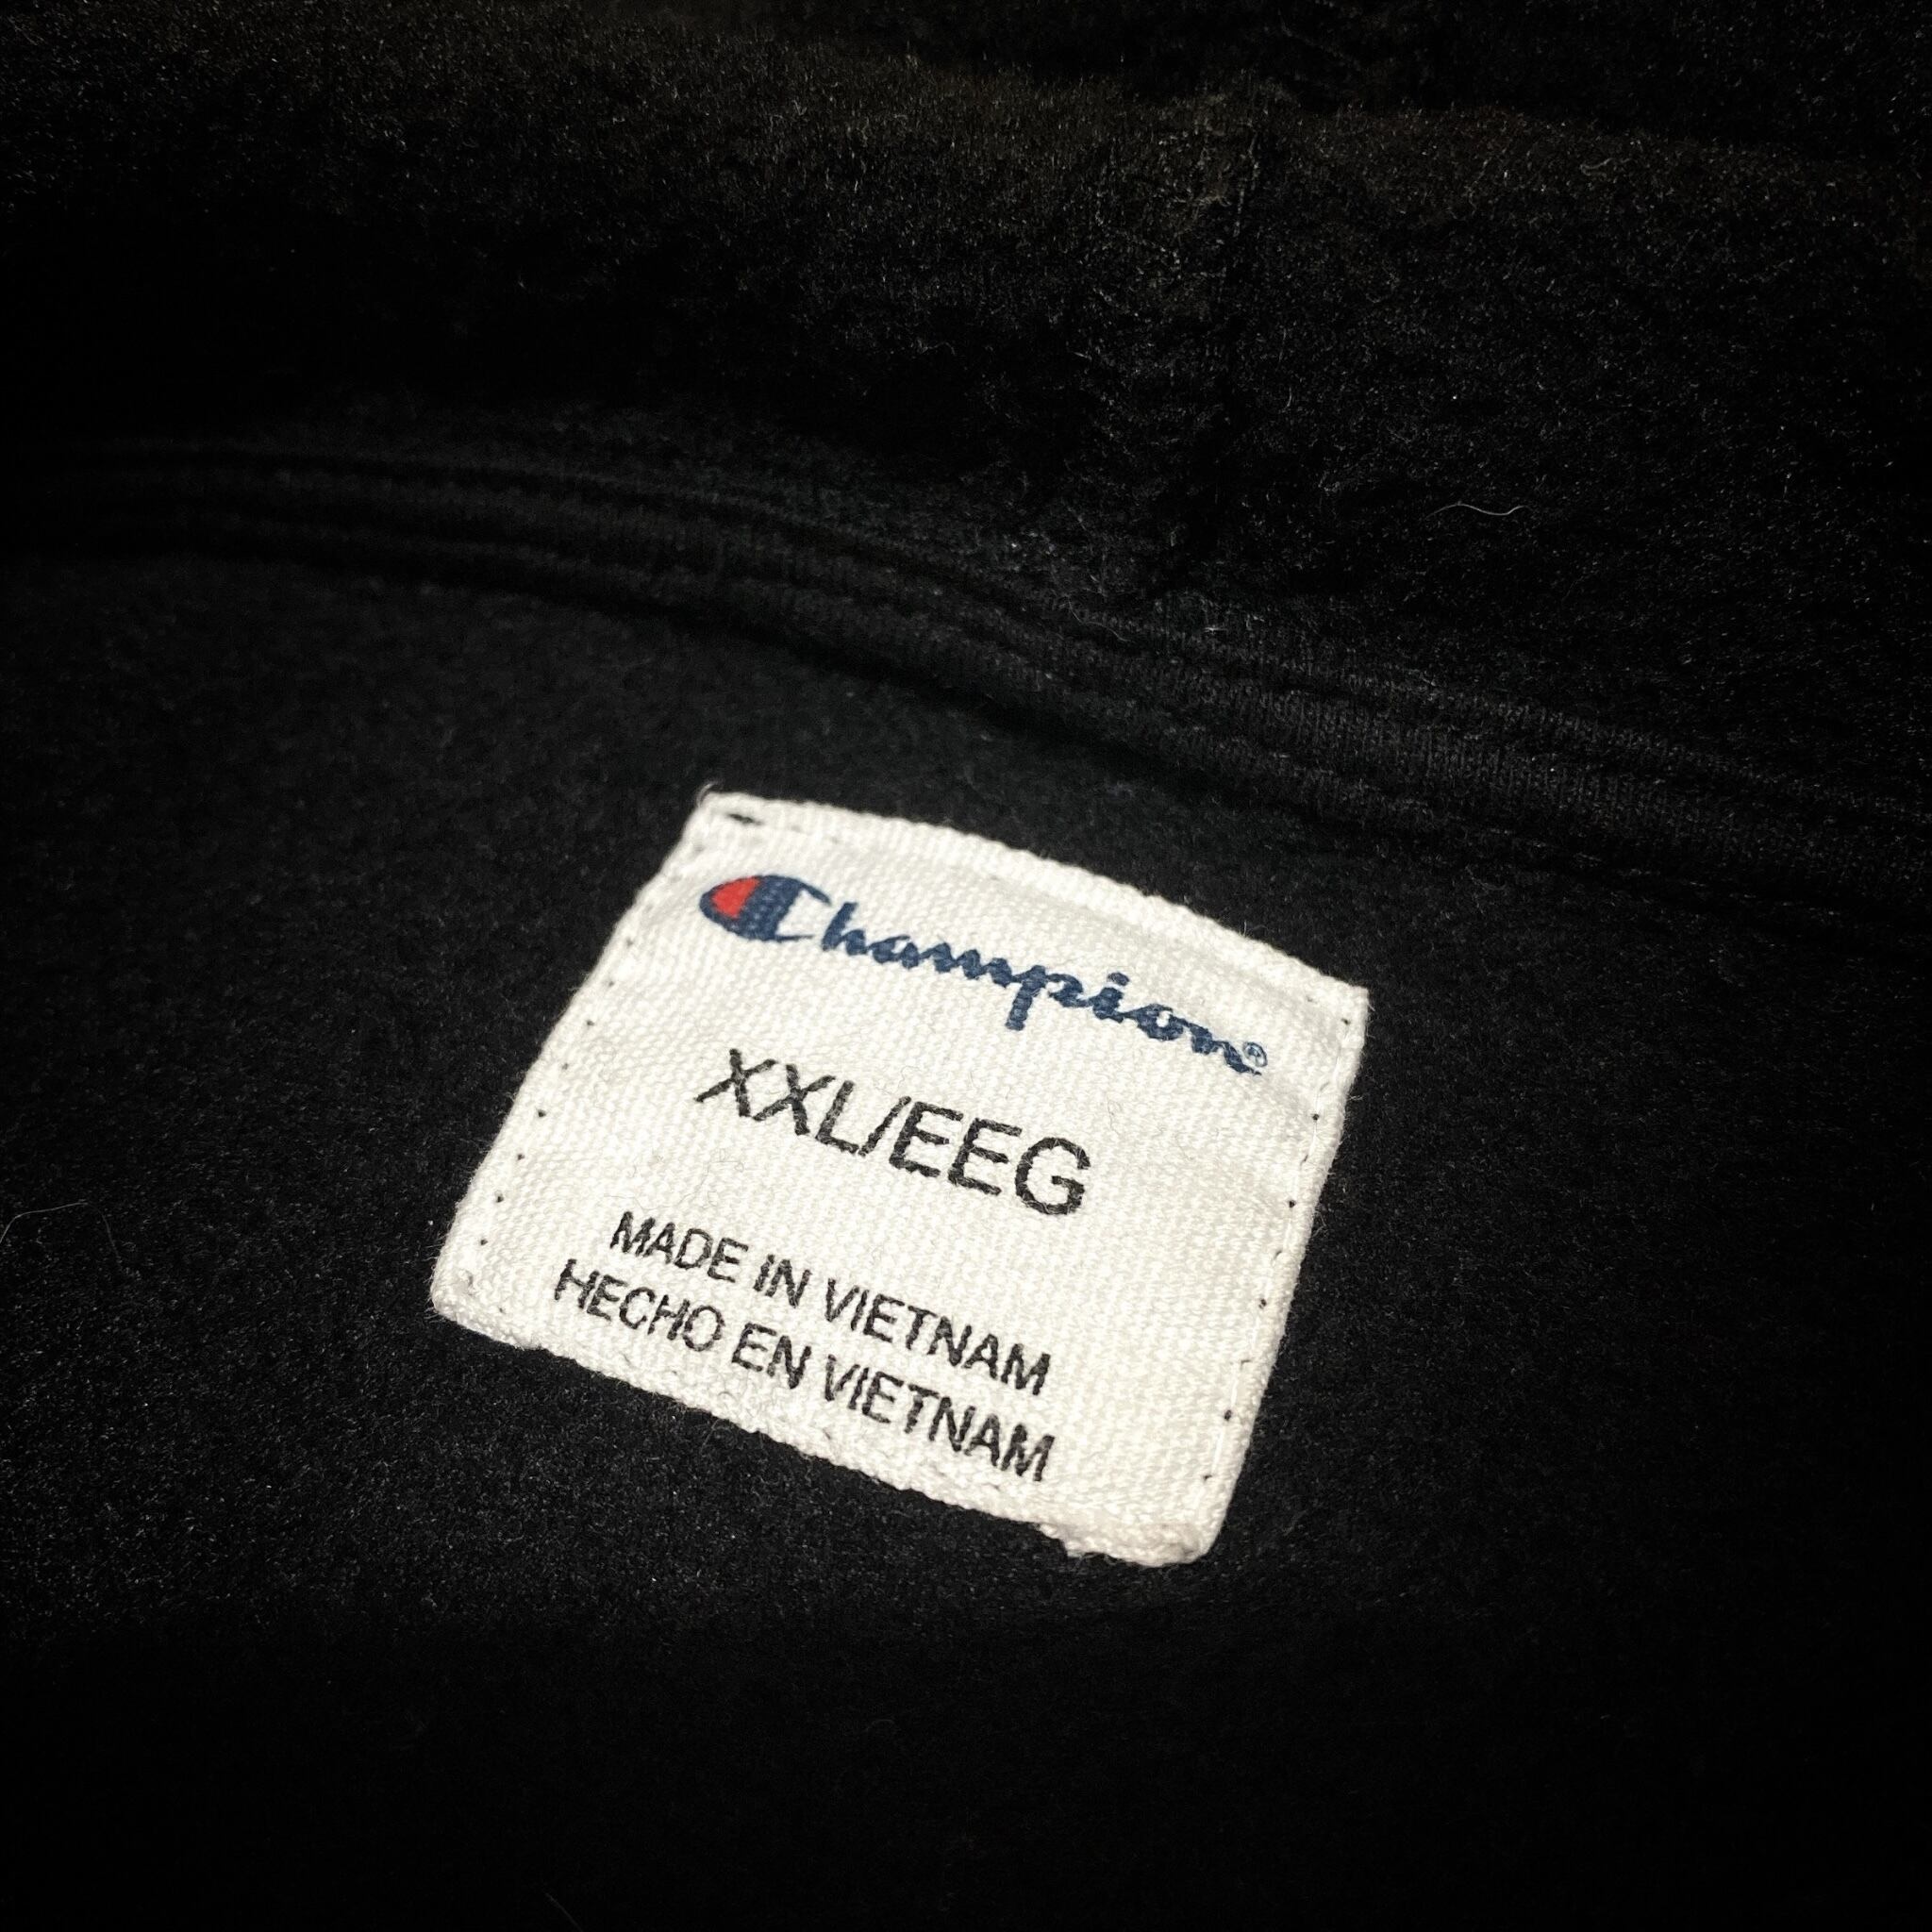 Champion®
XXL/EEG
MADE IN VIETNAM
HECHO EN VIETNAM